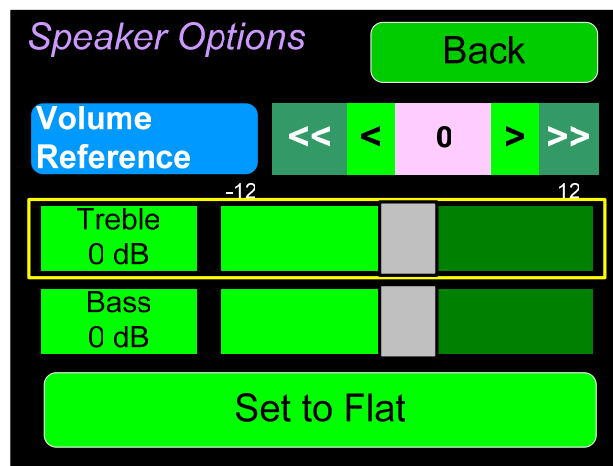 Speaker Options
Back
Volume
Reference
<< < 0 > >>
-12 12
Treble
0 dB
Bass
0 dB
Set to Flat